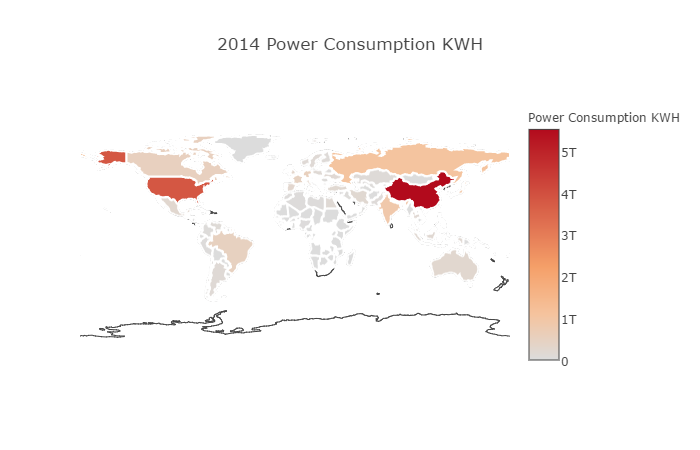 2014 Power Consumption KWH
Power Consumption KWH
5T
4T
3T
2T
1T
0